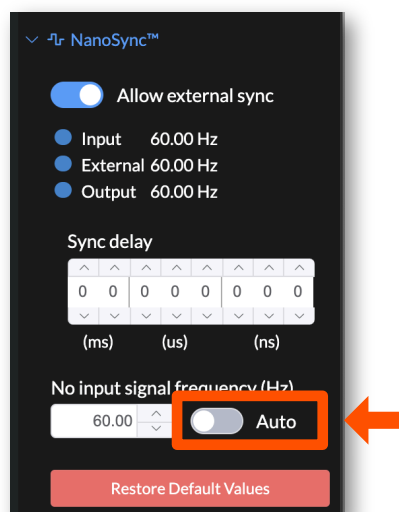 NanoSync™
Allow external sync
Input 60.00 Hz
External 60.00 Hz
Output 60.00 Hz
Sync delay
0 0 0 0 0 0 0 0
(ms) (us) (ns)
No input signal frequency (Hz)
60.00 Auto
Restore Default Values